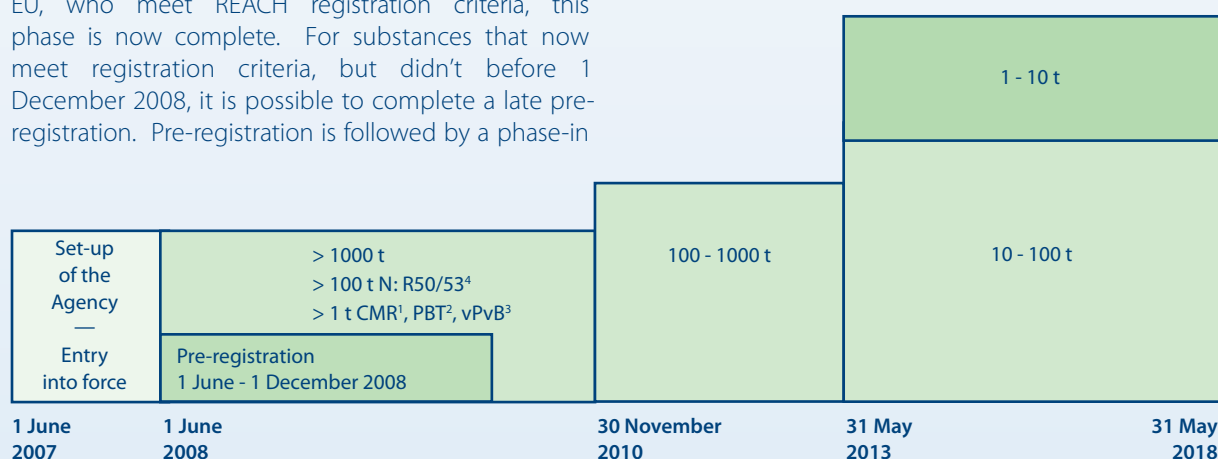 EU, who meet REACH registration criteria, this
phase is now complete. For substances that now
meet registration criteria, but didn't before 1
December 2008, it is possible to complete a late pre-
registration. Pre-registration is followed by a phase-in
1 - 10 t
Set-up
of the
Agency
—
Entry
into force
> 1000 t
> 100 t N: R50/53⁴
> 1 t CMR¹, PBT², vPvB³
Pre-registration
1 June - 1 December 2008
100 - 1000 t
10 - 100 t
1 June
2007
1 June
2008
30 November
2010
31 May
2013
31 May
2018